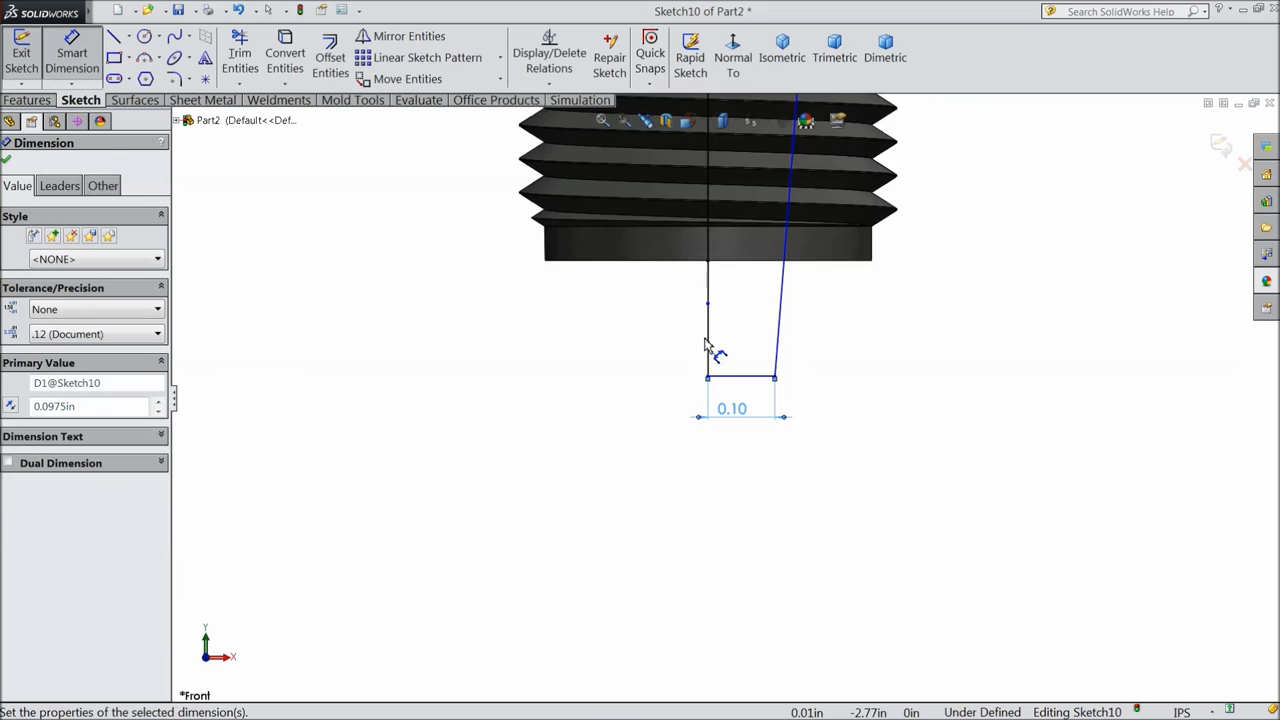 SOLIDWORKS
Sketch10 of Part2 *
Search SolidWorks Help
Exit Sketch
Smart Dimension
Trim Entities
Convert Entities
Offset Entities
Mirror Entities
Linear Sketch Pattern
Move Entities
Display/Delete Relations
Repair Sketch
Quick Snaps
Rapid Sketch
Normal To
Isometric
Trimetric
Dimetric
Features Sketch Surfaces Sheet Metal Weldments Mold Tools Evaluate Office Products Simulation
Part2 (Default<<Def...
Dimension ?
Value Leaders Other
Style
<NONE>
Tolerance/Precision
None
.12 (Document)
Primary Value
D1@Sketch10
0.0975in
Dimension Text
Dual Dimension
0.10
Y
X
*Front
Set the properties of the selected dimension(s). 0.01in -2.77in 0in Under Defined Editing Sketch10 IPS